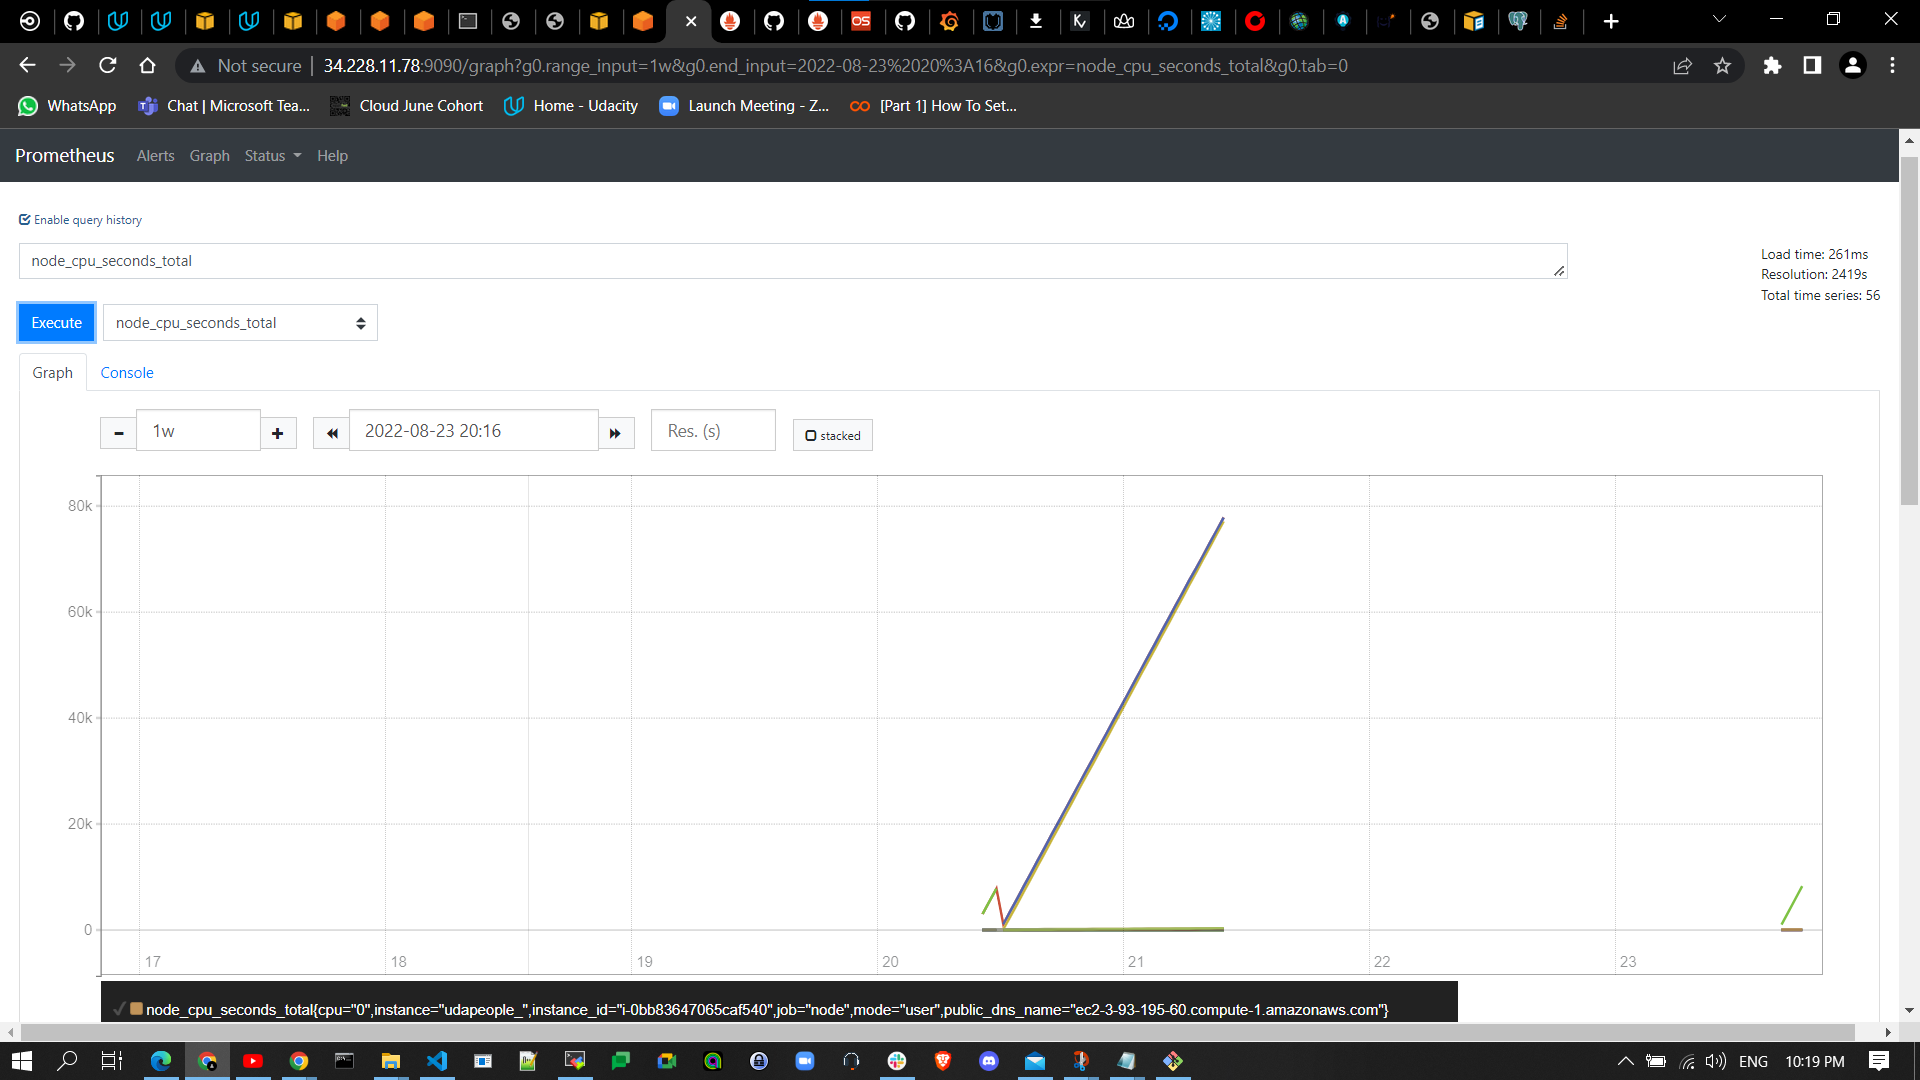 Not secure
34.228.11.78:9090/graph?g0.range_input=1w&g0.end_input=2022-08-23%2020%3A16&g0.expr=node_cpu_seconds_total&g0.tab=0
WhatsApp
Chat | Microsoft Tea...
Cloud June Cohort
Home - Udacity
Launch Meeting - Z...
[Part 1] How To Set...
Prometheus
Alerts
Graph
Status
Help
Enable query history
node_cpu_seconds_total
Load time: 261ms
Resolution: 2419s
Total time series: 56
Execute
node_cpu_seconds_total
Graph
Console
1w
2022-08-23 20:16
Res. (s)
stacked
80k
60k
40k
20k
0
17
18
19
20
21
22
23
node_cpu_seconds_total{cpu="0",instance="udapeople_",instance_id="i-0bb83647065caf540",job="node",mode="user",public_dns_name="ec2-3-93-195-60.compute-1.amazonaws.com"}
ENG
10:19 PM